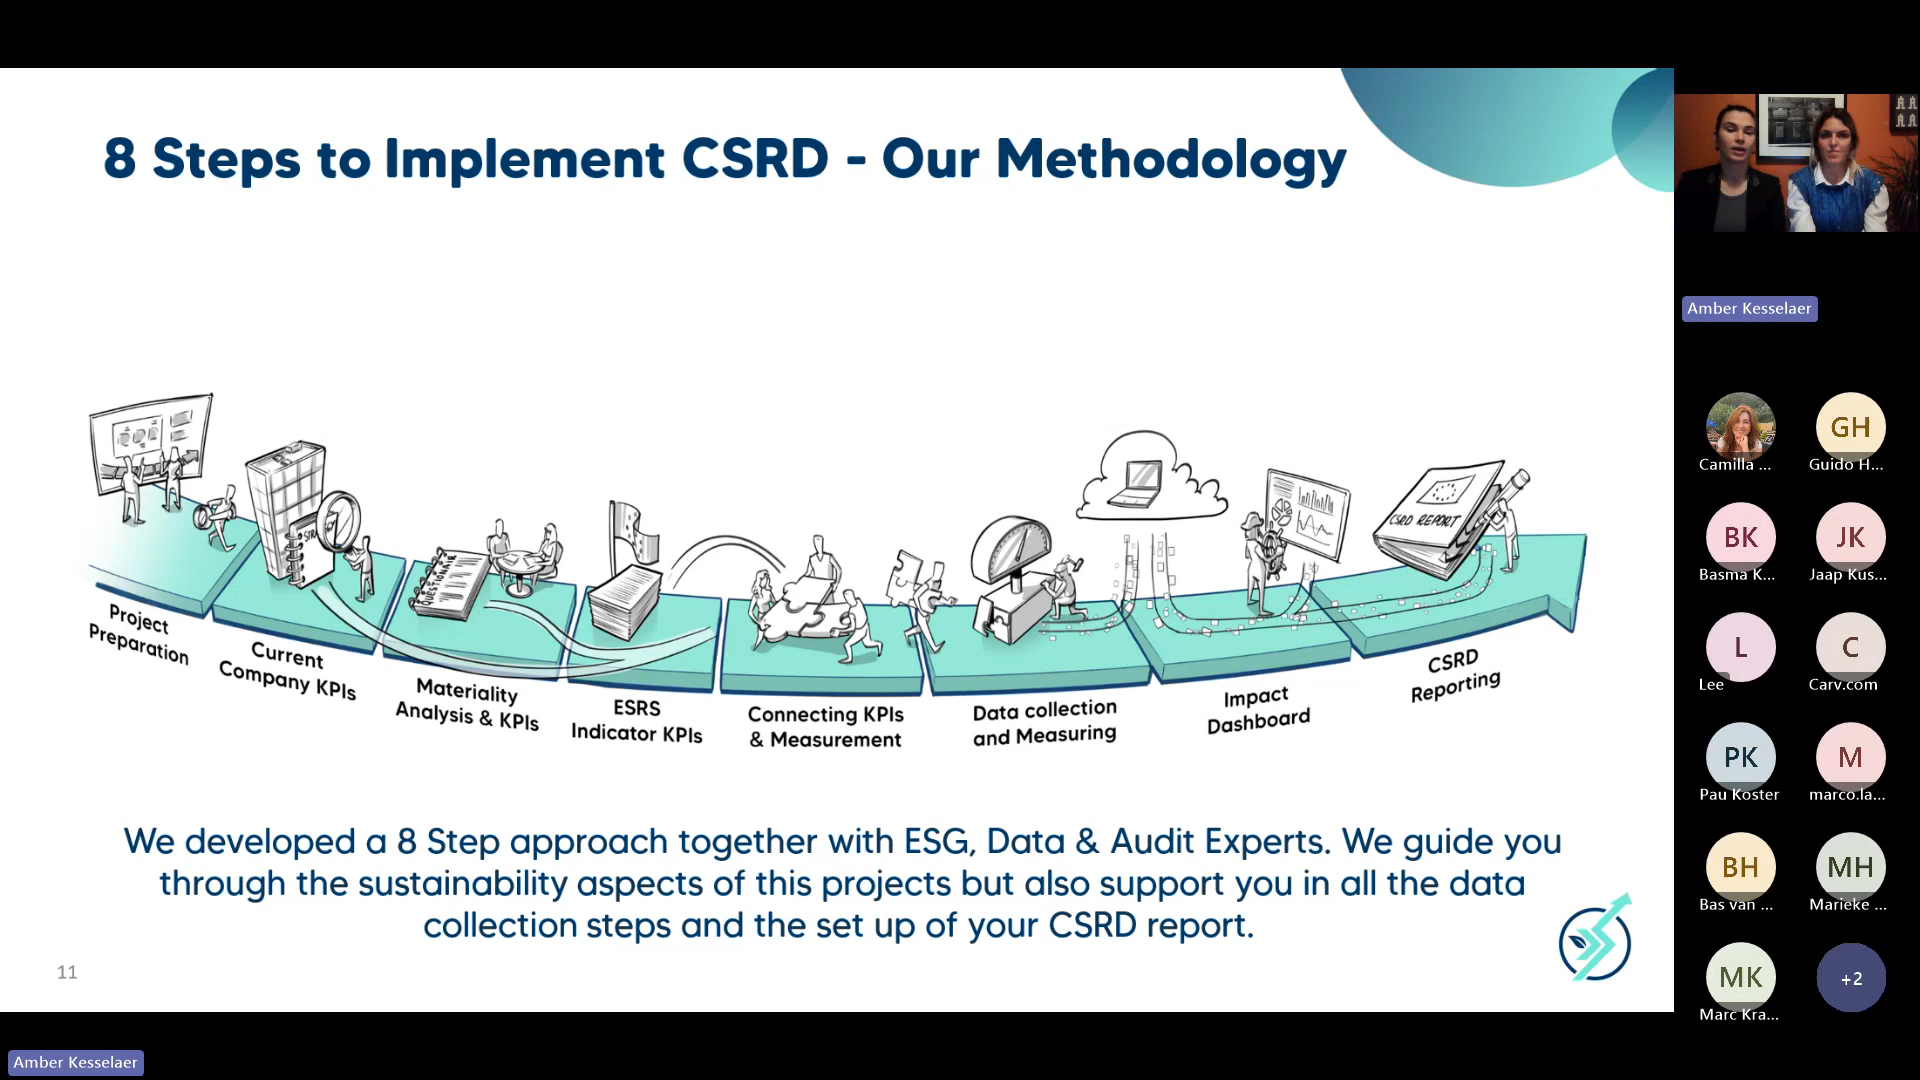 8 Steps to Implement CSRD - Our Methodology
CSRD REPORT
QUESTIONNAIR
Project
Preparation
Current
Company KPIs
Materiality
Analysis & KPIs
ESRS
Indicator KPIs
Connecting KPIs
& Measurement
Data collection
and Measuring
Impact
Dashboard
CSRD
Reporting
We developed a 8 Step approach together with ESG, Data & Audit Experts. We guide you
through the sustainability aspects of this projects but also support you in all the data
collection steps and the set up of your CSRD report.
11
Amber Kesselaer
Amber Kesselaer
GH
Camilla ...
Guido H...
BK
JK
Basma K...
Jaap Kus...
L
C
Lee
Carv.com
PK
M
Pau Koster
marco.la...
BH
MH
Bas van ...
Marieke ...
MK
+2
Marc Kra...